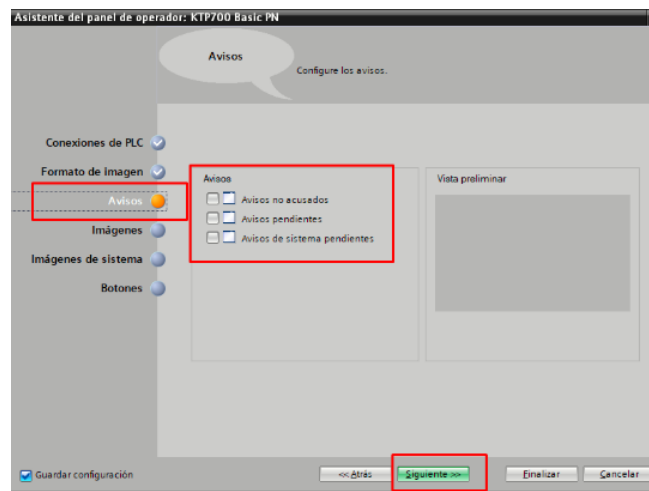 Asistente del panel de operador: KTP700 Basic PN
Avisos
Configure los avisos.
Conexiones de PLC
Formato de imagen
Avisos
Imágenes
Imágenes de sistema
Botones
Avisos
Avisos no acusados
Avisos pendientes
Avisos de sistema pendientes
Vista preliminar
Guardar configuración
<< Atrás
Siguiente >>
Finalizar
Cancelar